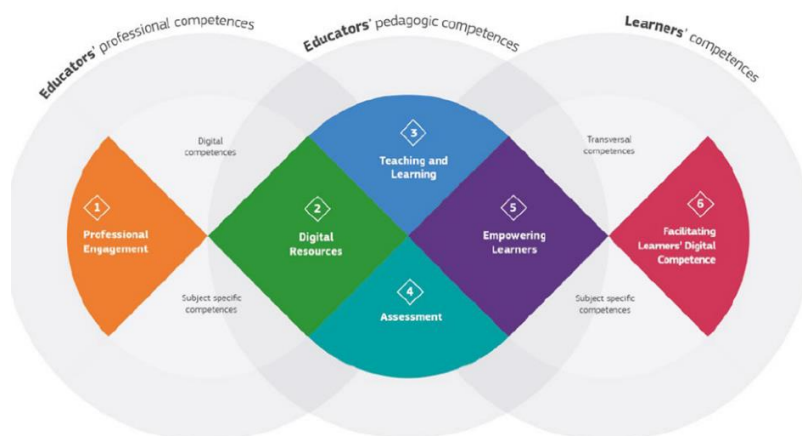 Educators' professional competences
Educators' pedagogic competences
Learners' competences
Digital
competences
Transversal
competences
1
Professional
Engagement
2
Digital
Resources
3
Teaching and
Learning
4
Assessment
5
Empowering
Learners
6
Facilitating
Learners' Digital
Competence
Subject specific
competences
Subject specific
competences